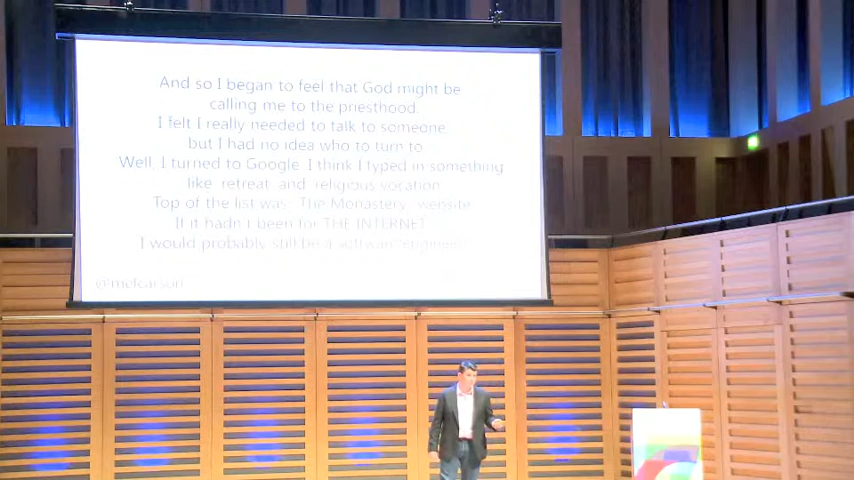 And so I began to feel that God might be
calling me to the priesthood.
I felt I really needed to talk to someone,
but I had no idea who to turn to.
Well, I turned to Google. I think I typed in something
like "retreat" and "religious vocation".
Top of the list was "The Monastery" website.
If it hadn't been for THE INTERNET
I would probably still be a software engineer
@melcarson